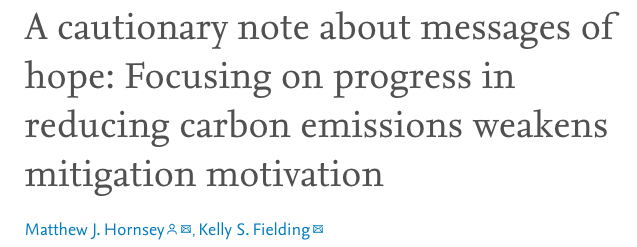 A cautionary note about messages of
hope: Focusing on progress in
reducing carbon emissions weakens
mitigation motivation
Matthew J. Hornsey, Kelly S. Fielding